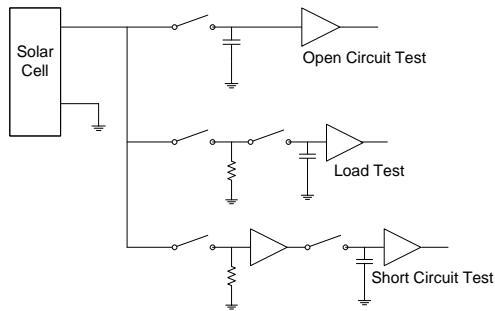 Solar
Cell
Open Circuit Test
Load Test
Short Circuit Test